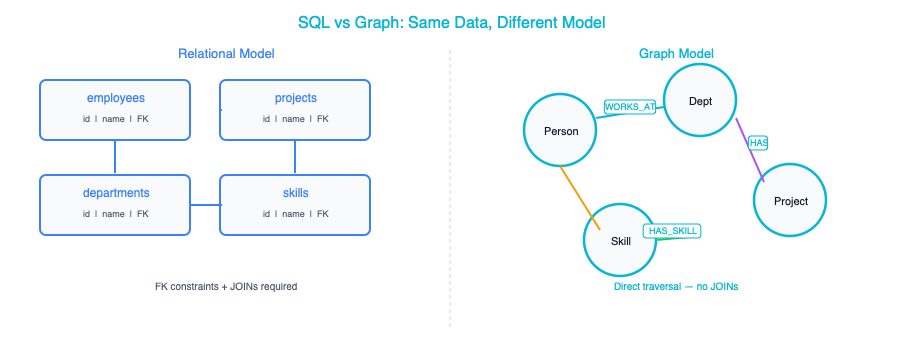 SQL vs Graph: Same Data, Different Model
Relational Model
employees
id | name | FK
projects
id | name | FK
departments
id | name | FK
skills
id | name | FK
FK constraints + JOINs required
Graph Model
Person
WORKS_AT
Dept
HAS
Project
Skill
HAS_SKILL
Direct traversal — no JOINs